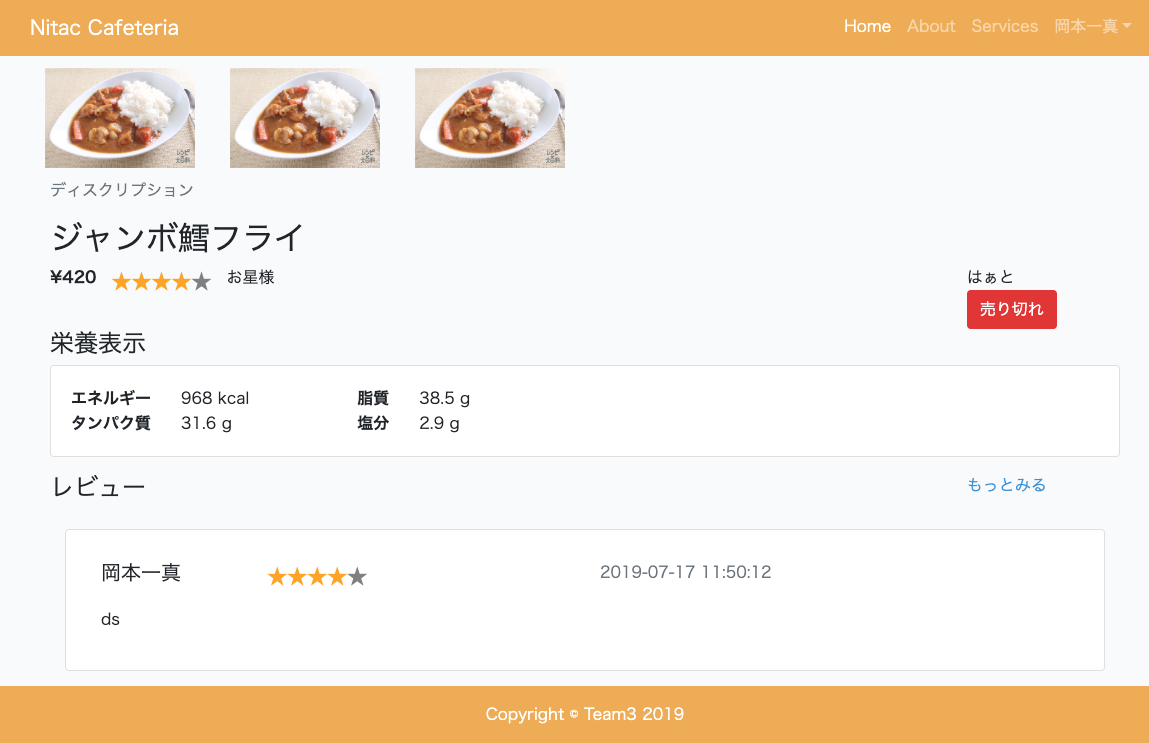 Nitac Cafeteria Home About Services 岡本一真
ディスクリプション
ジャンボ鱈フライ
¥420 ★★★★★ お星様 はぁと
売り切れ
栄養表示
エネルギー 968 kcal 脂質 38.5 g
タンパク質 31.6 g 塩分 2.9 g
レビュー もっとみる
岡本一真 ★★★★★ 2019-07-17 11:50:12
ds
Copyright © Team3 2019